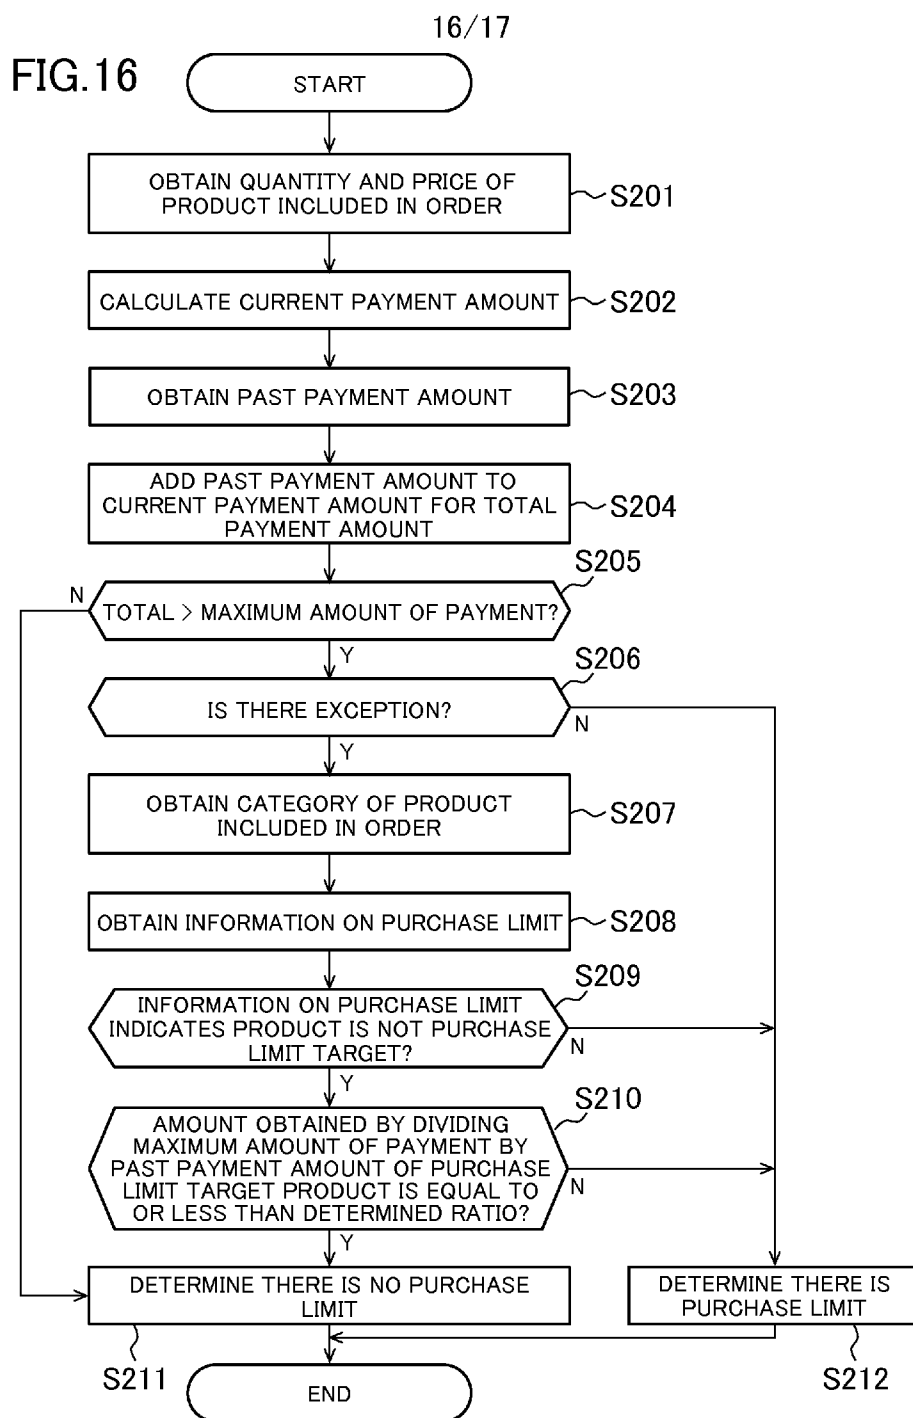 16/17
FIG.16
START
OBTAIN QUANTITY AND PRICE OF
PRODUCT INCLUDED IN ORDER
S201
CALCULATE CURRENT PAYMENT AMOUNT
S202
OBTAIN PAST PAYMENT AMOUNT
S203
ADD PAST PAYMENT AMOUNT TO
CURRENT PAYMENT AMOUNT FOR TOTAL
PAYMENT AMOUNT
S204
S205
N
TOTAL > MAXIMUM AMOUNT OF PAYMENT?
Y
S206
IS THERE EXCEPTION?
N
Y
OBTAIN CATEGORY OF PRODUCT
INCLUDED IN ORDER
S207
OBTAIN INFORMATION ON PURCHASE LIMIT
S208
S209
INFORMATION ON PURCHASE LIMIT
INDICATES PRODUCT IS NOT PURCHASE
LIMIT TARGET?
N
Y
S210
AMOUNT OBTAINED BY DIVIDING
MAXIMUM AMOUNT OF PAYMENT BY
PAST PAYMENT AMOUNT OF PURCHASE
LIMIT TARGET PRODUCT IS EQUAL TO
OR LESS THAN DETERMINED RATIO?
N
Y
DETERMINE THERE IS NO PURCHASE
LIMIT
DETERMINE THERE IS
PURCHASE LIMIT
S211
S212
END